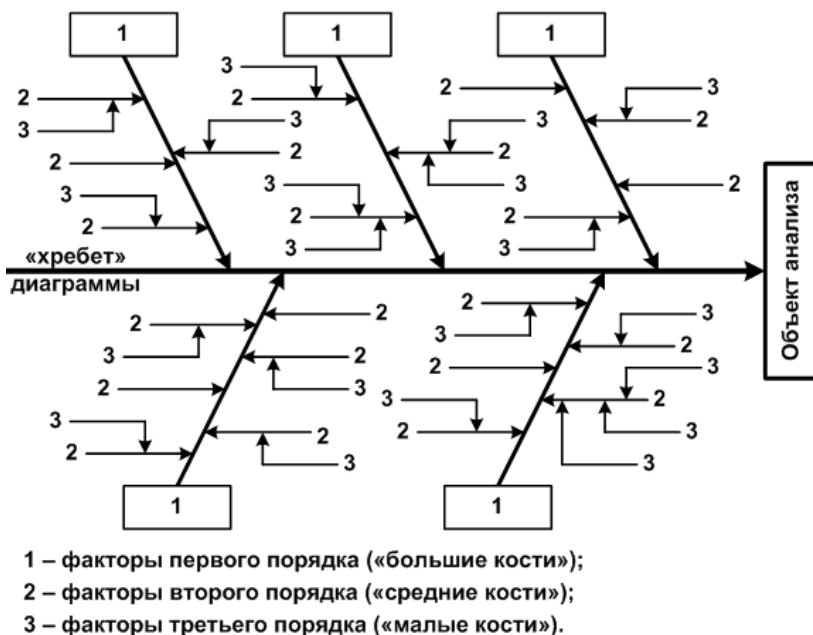 1 1 1
3 3
2 2 2
3 3 2
3 3
2 2 2
2 3 3 2
3 2 2
2 3 3
«хребет»
диаграммы
Объект анализа
2 2 3
2 3
3 2 2
2 3 2 3
3 3 2
2 2 2 3
3 3
1 1
1 – факторы первого порядка («большие кости»);
2 – факторы второго порядка («средние кости»);
3 – факторы третьего порядка («малые кости»).